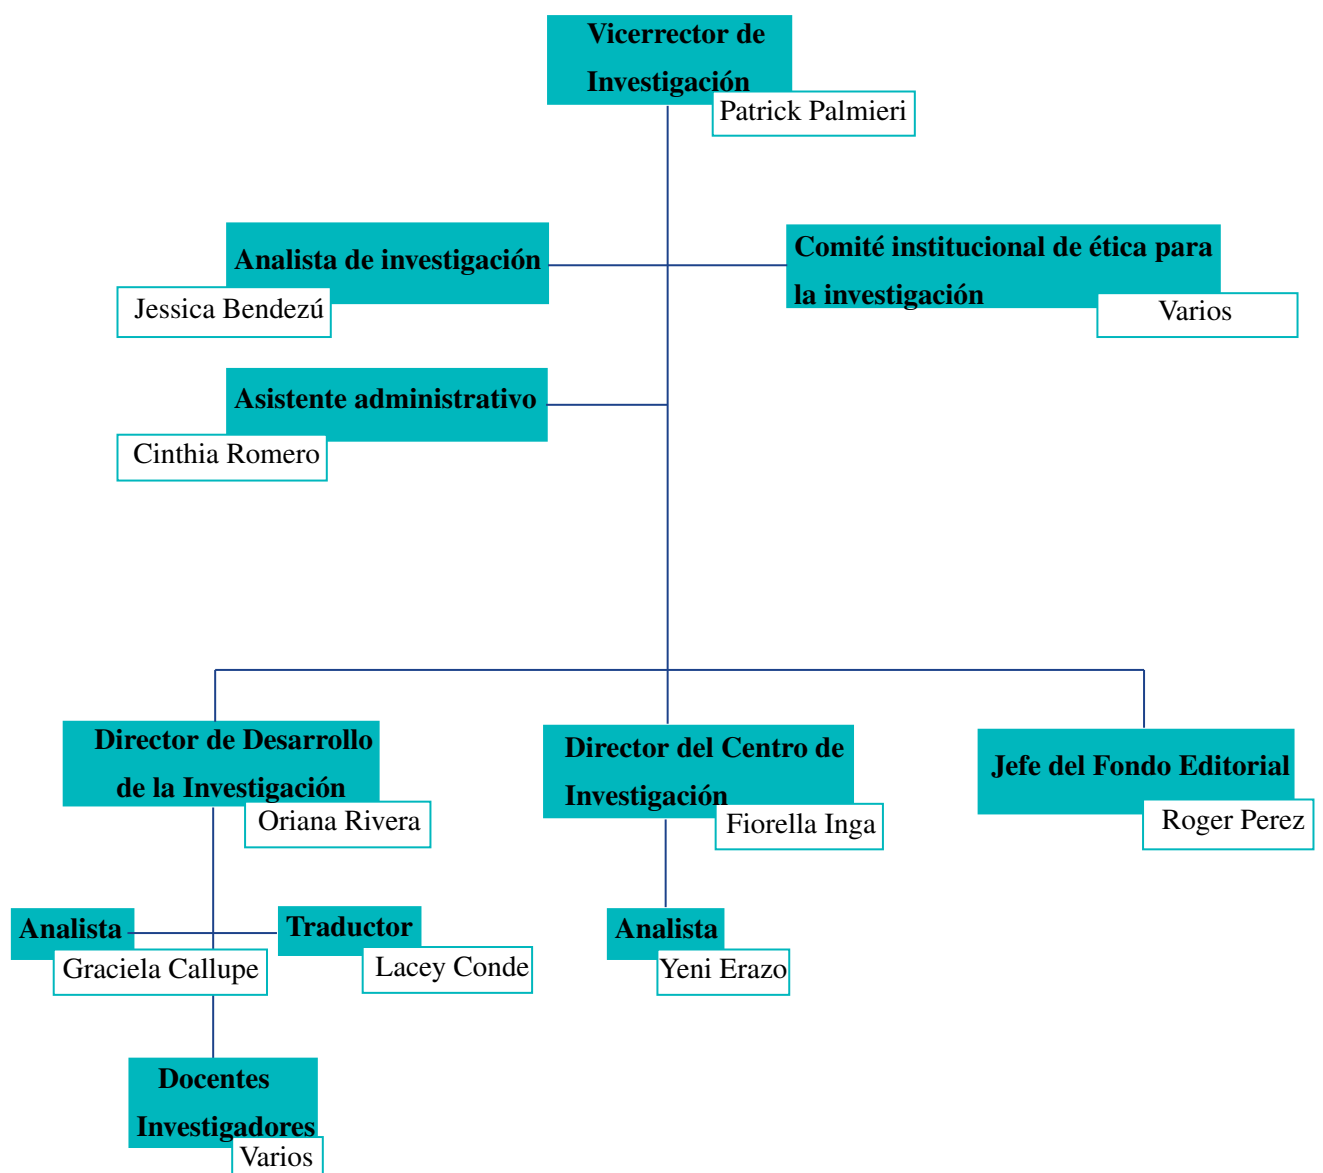 Vicerrector de
Investigación
Patrick Palmieri
Analista de investigación
Jessica Bendezú
Comité institucional de ética para
la investigación
Varios
Asistente administrativo
Cinthia Romero
Director de Desarrollo
de la Investigación
Oriana Rivera
Director del Centro de
Investigación
Fiorella Inga
Jefe del Fondo Editorial
Roger Perez
Analista
Graciela Callupe
Traductor
Lacey Conde
Analista
Yeni Erazo
Docentes
Investigadores
Varios